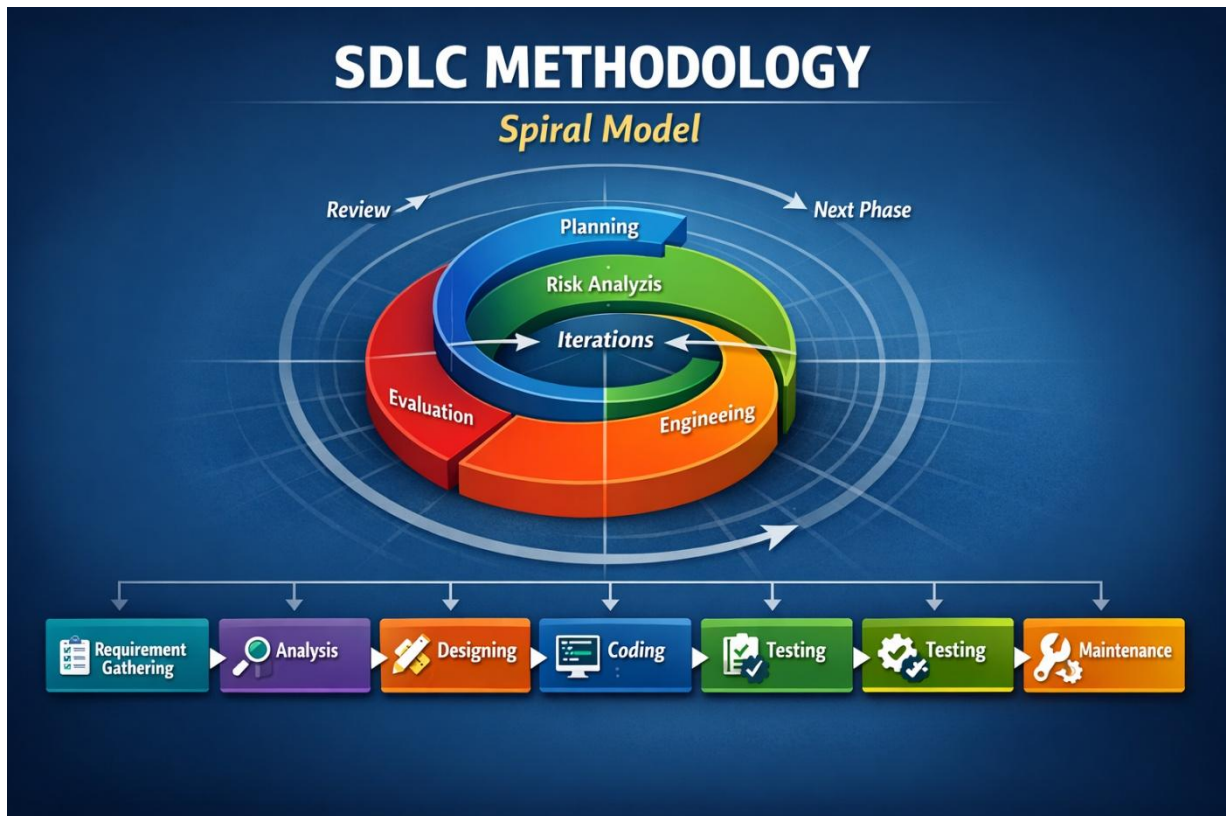 SDLC METHODOLOGY
Spiral Model
Review
Next Phase
Planning
Risk Analyzis
Iterations
Evaluation
Engineeing
Requirement
Gathering
Analysis
Designing
Coding
Testing
Testing
Maintenance